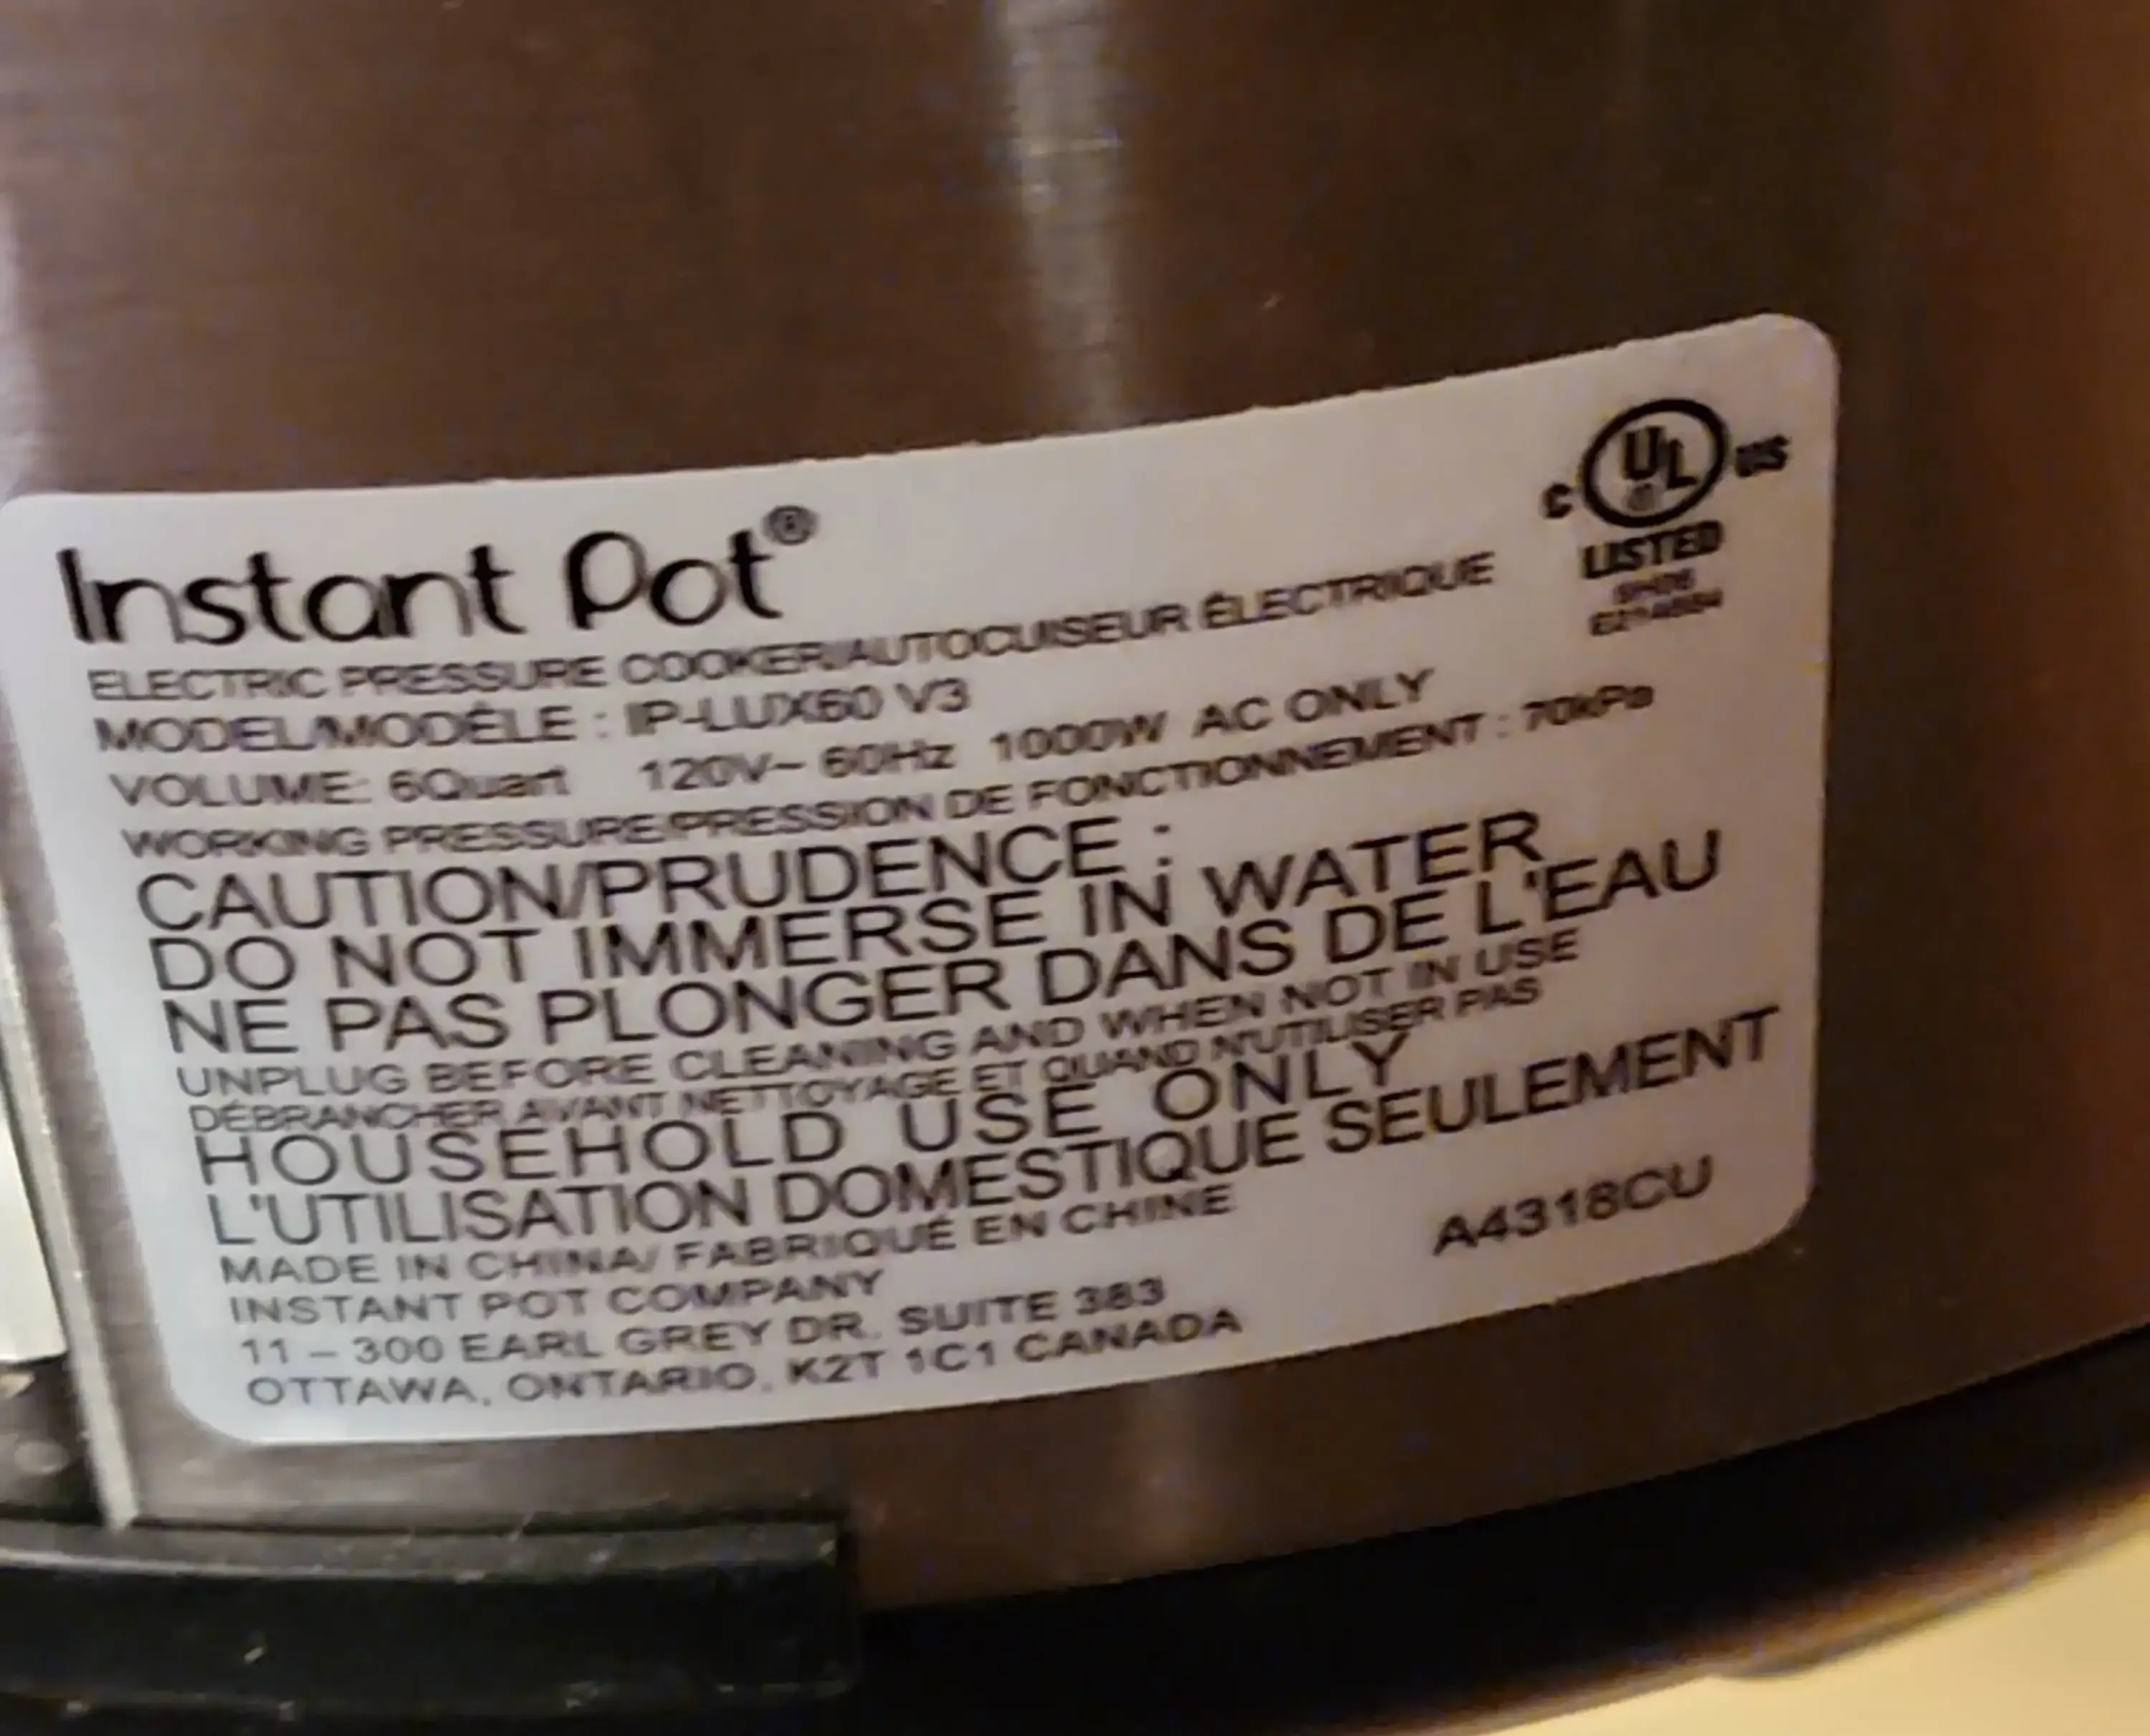 Instant Pot®
C UL US
LISTED
ELECTRIC PRESSURE COOKER/AUTOCUISEUR ÉLECTRIQUE
MODEL/MODÈLE : IP-LUX60 V3
VOLUME: 6Quart 120V~ 60Hz 1000W AC ONLY
WORKING PRESSURE/PRESSION DE FONCTIONNEMENT : 70kPa
CAUTION/PRUDENCE :
DO NOT IMMERSE IN WATER
NE PAS PLONGER DANS DE L'EAU
UNPLUG BEFORE CLEANING AND WHEN NOT IN USE
DÉBRANCHER AVANT NETTOYAGE ET QUAND N'UTILISER PAS
HOUSEHOLD USE ONLY
L'UTILISATION DOMESTIQUE SEULEMENT
MADE IN CHINA/ FABRIQUÉ EN CHINE
INSTANT POT COMPANY
11 – 300 EARL GREY DR. SUITE 383
OTTAWA, ONTARIO, K2T 1C1 CANADA
A4318CU